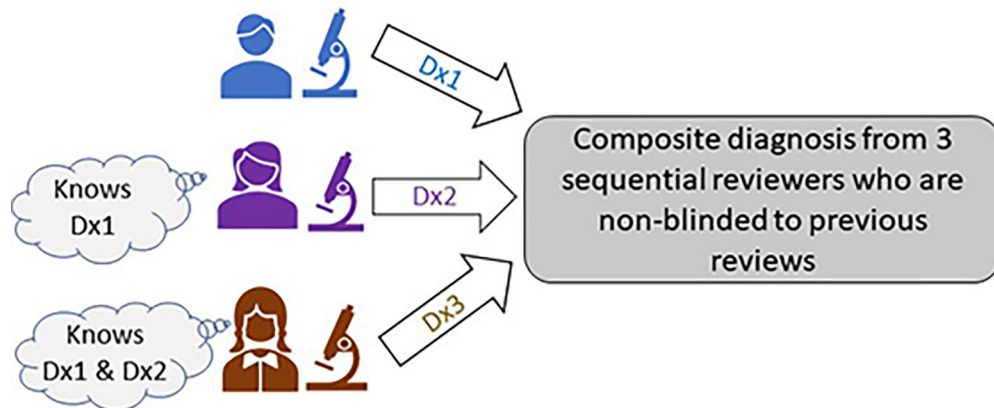 Dx1
Knows
Dx1
Dx2
Knows
Dx1 & Dx2
Dx3
Composite diagnosis from 3
sequential reviewers who are
non-blinded to previous
reviews